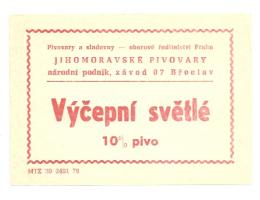 Pivovary a sladovny — oborové ředitelství Praha
JIHOMORAVSKÉ PIVOVARY
národní podnik, závod 07 Břeclav
Výčepní světlé
10% pivo
MTZ 30 2431 79